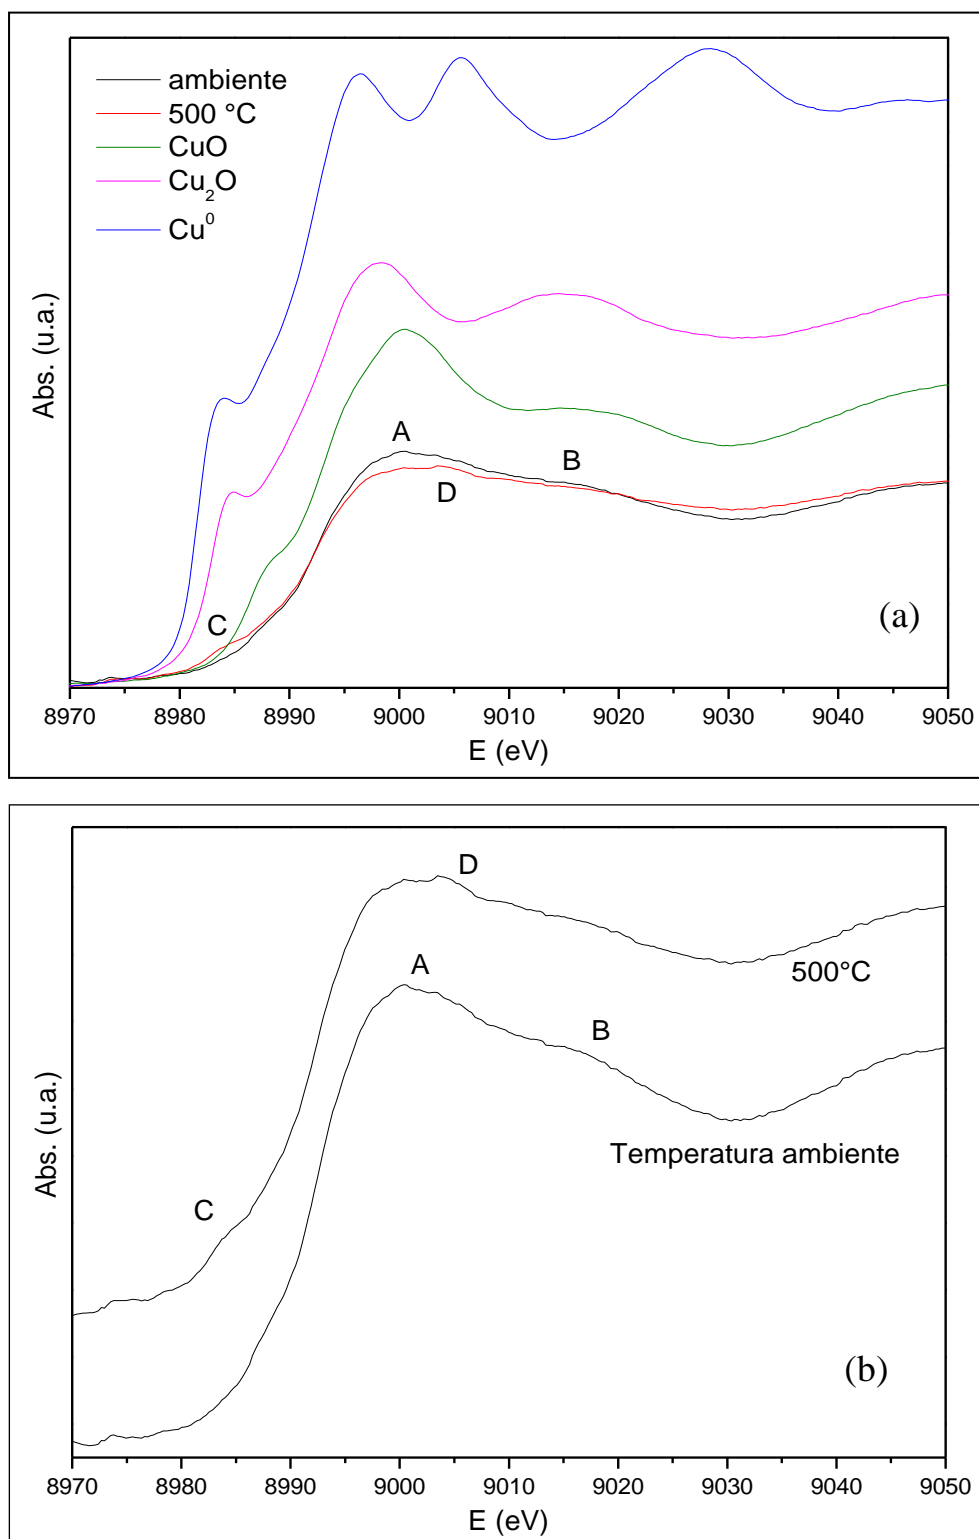 ambiente
500 °C
CuO
Cu2O
Cu0
Abs. (u.a.)
A
B
D
C
(a)
8970 8980 8990 9000 9010 9020 9030 9040 9050
E (eV)
D
500°C
A
B
Temperatura ambiente
C
Abs. (u.a.)
(b)
8970 8980 8990 9000 9010 9020 9030 9040 9050
E (eV)